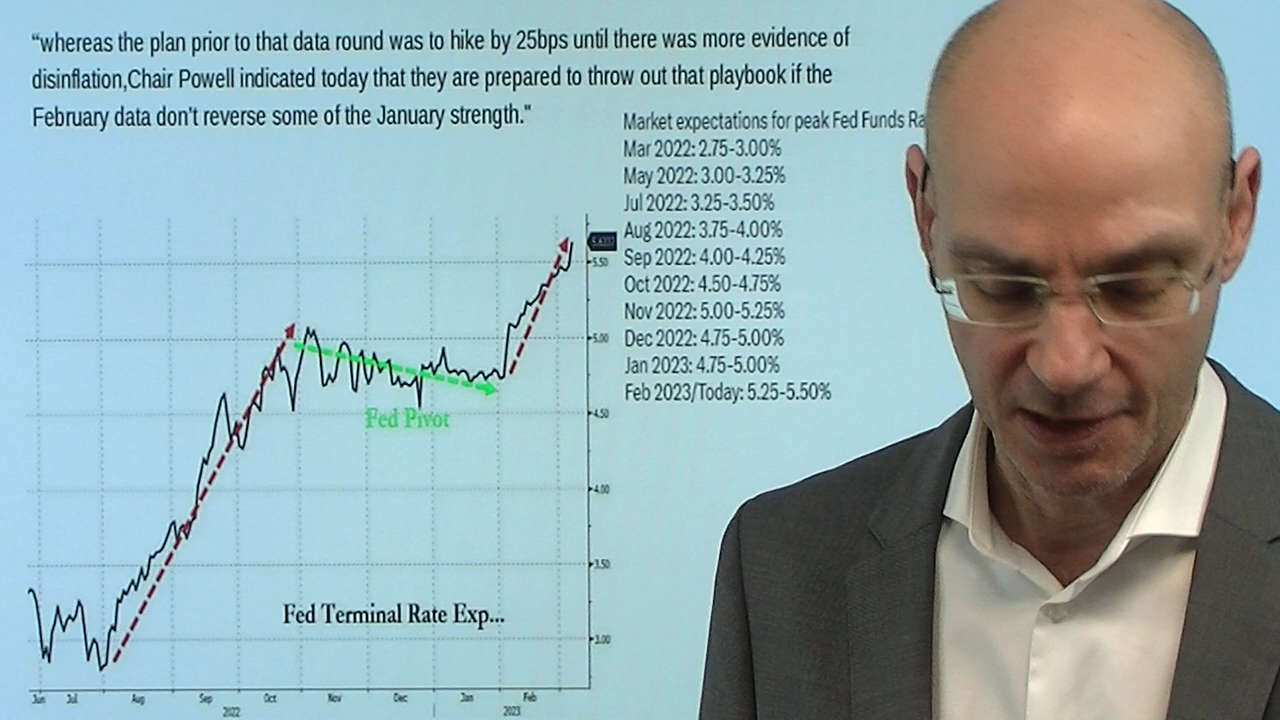 “whereas the plan prior to that data round was to hike by 25bps until there was more evidence of
disinflation,Chair Powell indicated today that they are prepared to throw out that playbook if the
February data don't reverse some of the January strength."
Market expectations for peak Fed Funds Ra
Mar 2022: 2.75-3.00%
May 2022: 3.00-3.25%
Jul 2022: 3.25-3.50%
Aug 2022: 3.75-4.00%
Sep 2022: 4.00-4.25%
Oct 2022: 4.50-4.75%
Nov 2022: 5.00-5.25%
Dec 2022: 4.75-5.00%
Jan 2023: 4.75-5.00%
Feb 2023/Today: 5.25-5.50%
5.50
5.00
4.50
4.00
3.50
3.00
Fed Pivot
Fed Terminal Rate Exp...
Jun Jul Aug Sep Oct Nov Dec Jan Feb
2022 2023